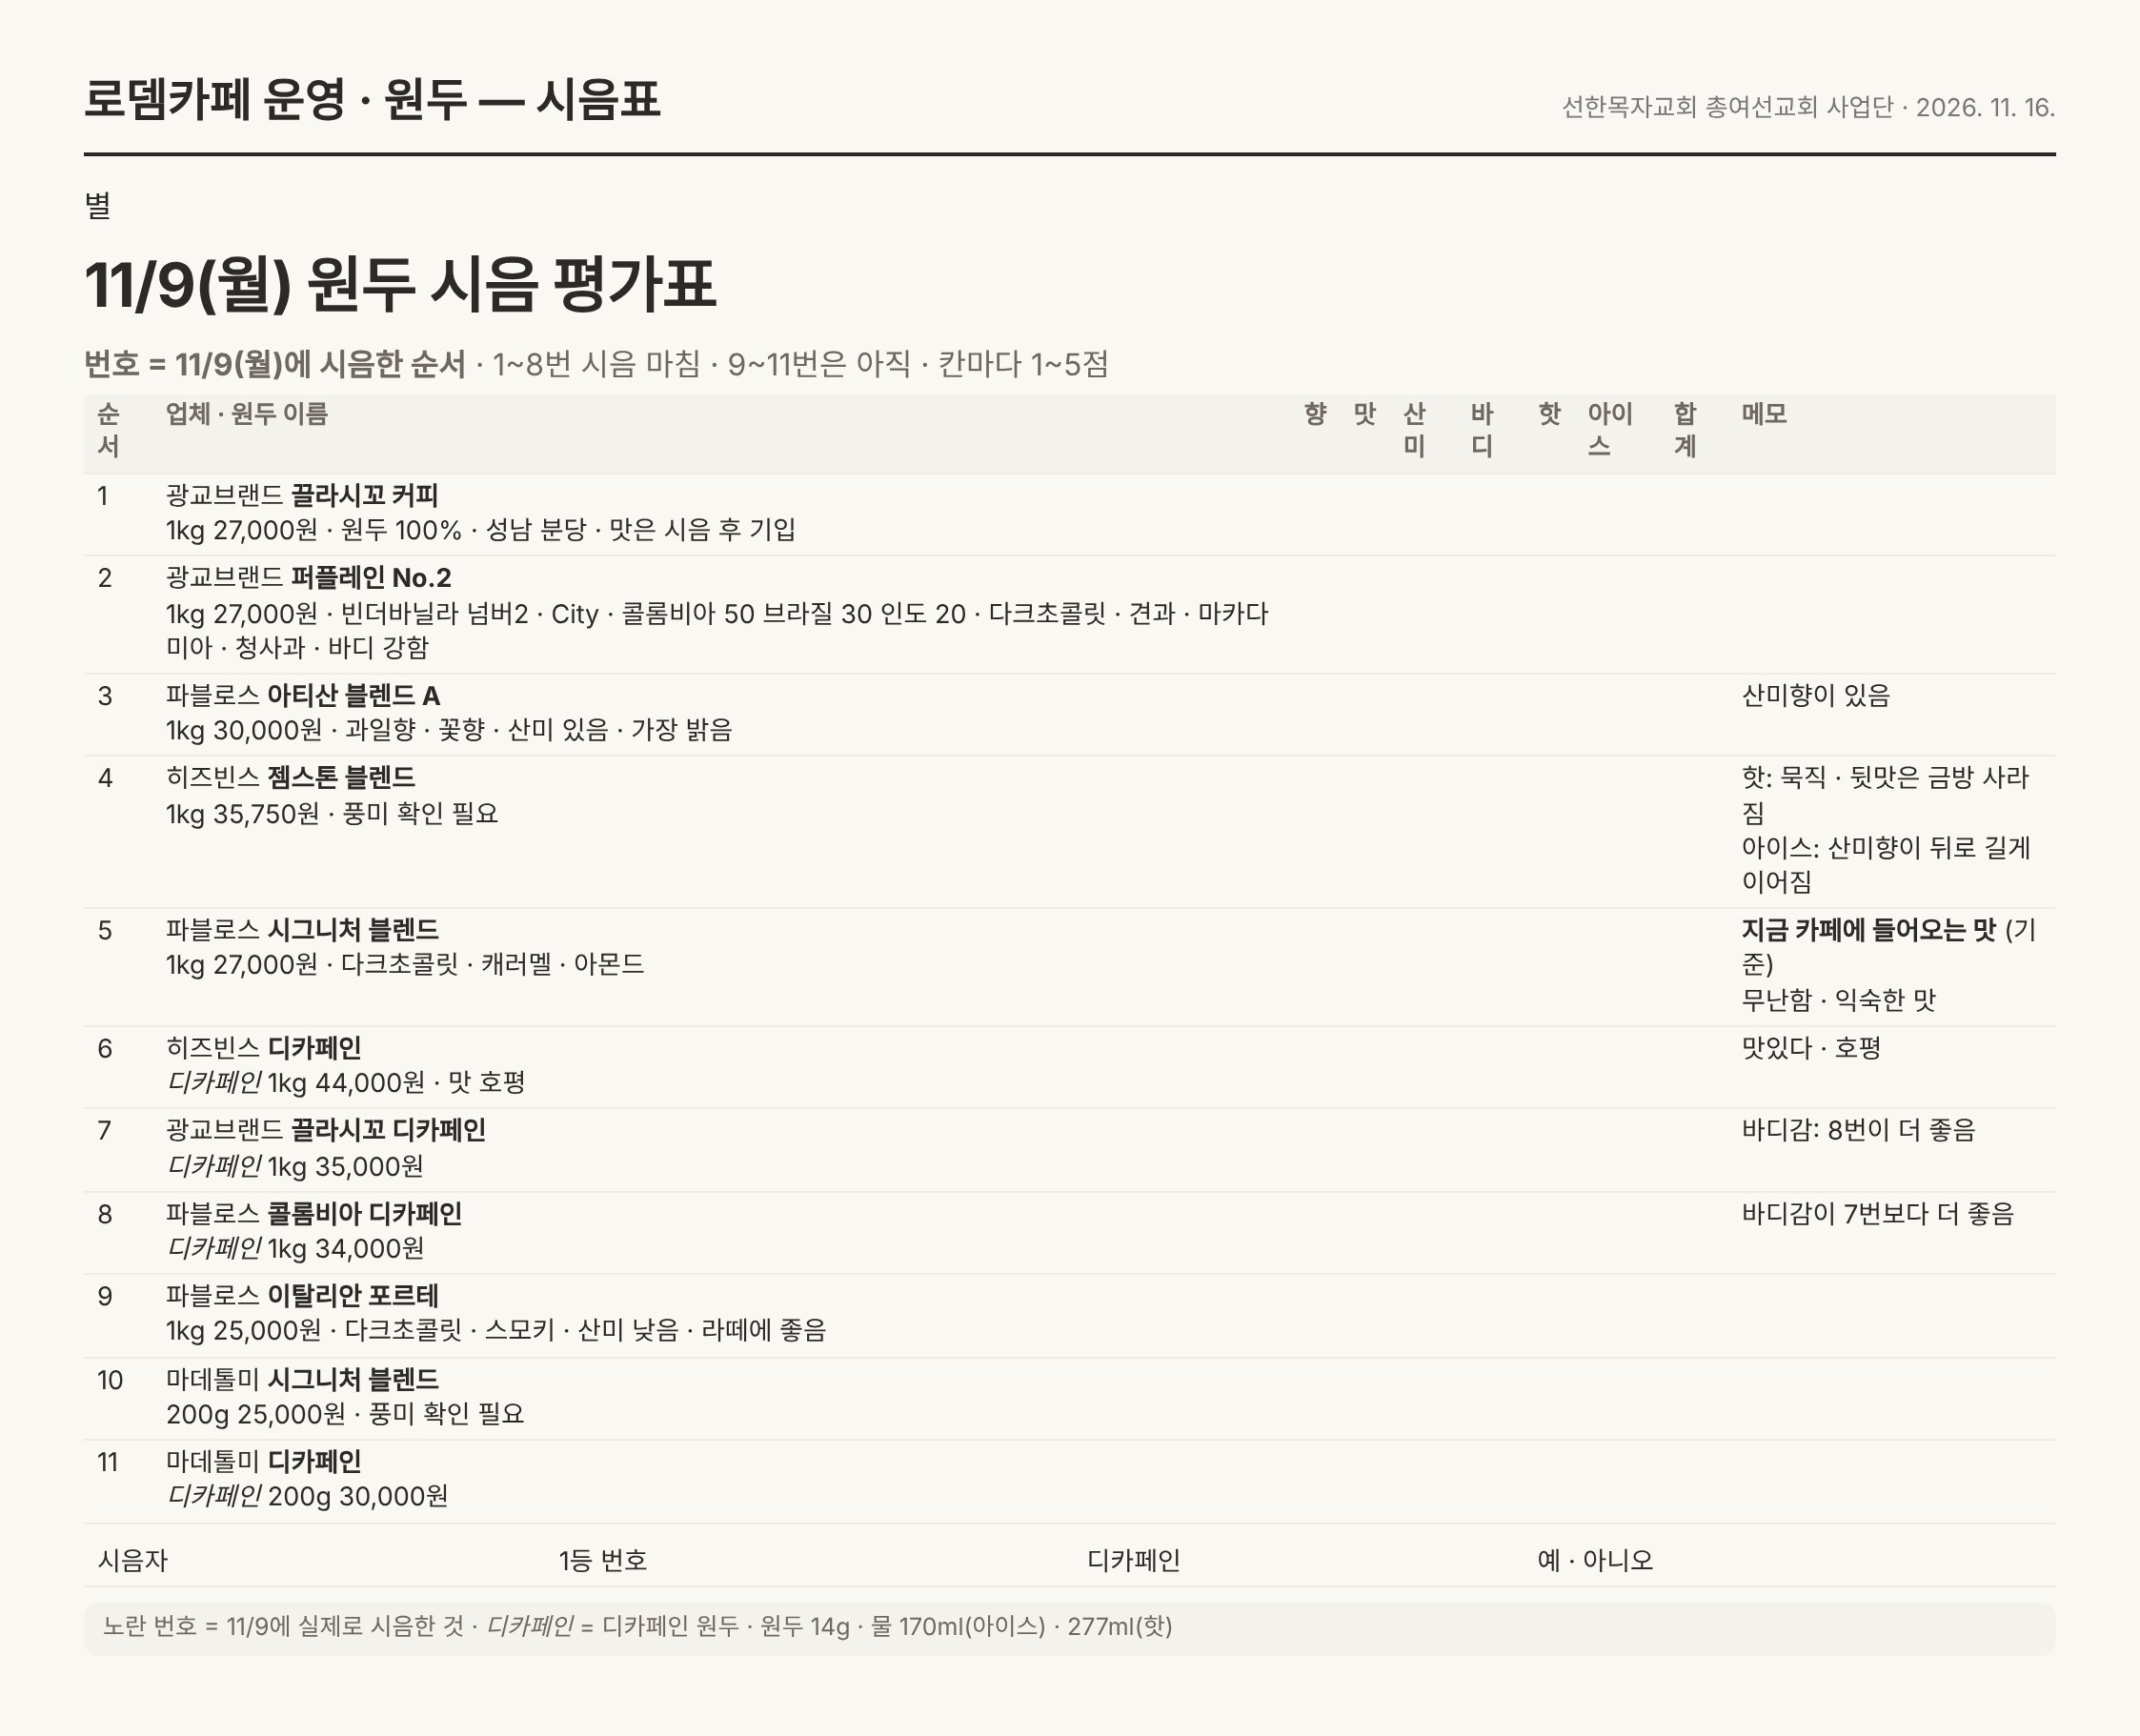 로뎀카페 운영 · 원두 — 시음표
선한목자교회 총여선교회 사업단 · 2026. 11. 16.
별
11/9(월) 원두 시음 평가표
번호 = 11/9(월)에 시음한 순서 · 1~8번 시음 마침 · 9~11번은 아직 · 칸마다 1~5점
순서 업체 · 원두 이름 향 맛 산미 바디 핫 아이스 합계 메모
1 광교브랜드 끌라시꼬 커피
1kg 27,000원 · 원두 100% · 성남 분당 · 맛은 시음 후 기입
2 광교브랜드 퍼플레인 No.2
1kg 27,000원 · 빈더바닐라 넘버2 · City · 콜롬비아 50 브라질 30 인도 20 · 다크초콜릿 · 견과 · 마카다
미아 · 청사과 · 바디 강함
3 파블로스 아티산 블렌드 A
1kg 30,000원 · 과일향 · 꽃향 · 산미 있음 · 가장 밝음
산미향이 있음
4 히즈빈스 젬스톤 블렌드
1kg 35,750원 · 풍미 확인 필요
핫: 묵직 · 뒷맛은 금방 사라
짐
아이스: 산미향이 뒤로 길게
이어짐
5 파블로스 시그니처 블렌드
1kg 27,000원 · 다크초콜릿 · 캐러멜 · 아몬드
지금 카페에 들어오는 맛 (기
준)
무난함 · 익숙한 맛
6 히즈빈스 디카페인
디카페인 1kg 44,000원 · 맛 호평
맛있다 · 호평
7 광교브랜드 끌라시꼬 디카페인
디카페인 1kg 35,000원
바디감: 8번이 더 좋음
8 파블로스 콜롬비아 디카페인
디카페인 1kg 34,000원
바디감이 7번보다 더 좋음
9 파블로스 이탈리안 포르테
1kg 25,000원 · 다크초콜릿 · 스모키 · 산미 낮음 · 라떼에 좋음
10 마데톨미 시그니처 블렌드
200g 25,000원 · 풍미 확인 필요
11 마데톨미 디카페인
디카페인 200g 30,000원
시음자 1등 번호 디카페인 예 · 아니오
노란 번호 = 11/9에 실제로 시음한 것 · 디카페인 = 디카페인 원두 · 원두 14g · 물 170ml(아이스) · 277ml(핫)